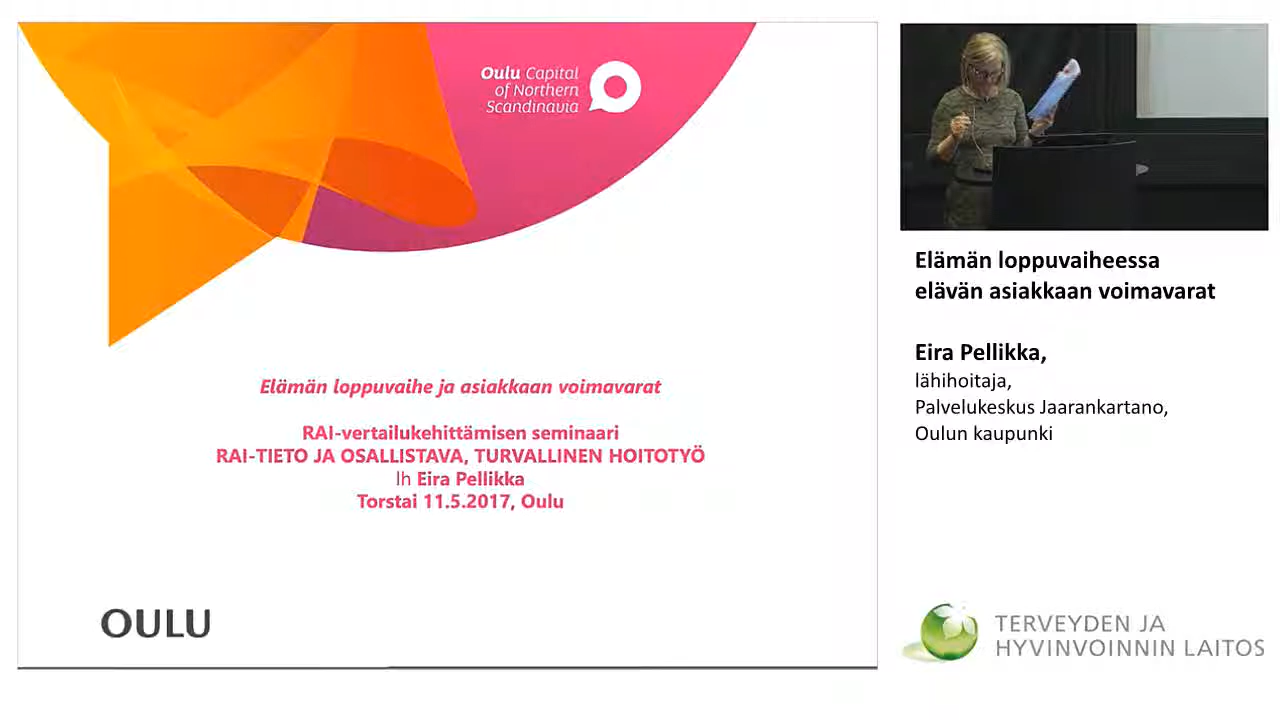 Oulu Capital
of Northern
Scandinavia
Elämän loppuvaihe ja asiakkaan voimavarat
RAI-vertailukehittämisen seminaari
RAI-TIETO JA OSALLISTAVA, TURVALLINEN HOITOTYÖ
lh Eira Pellikka
Torstai 11.5.2017, Oulu
OULU
Elämän loppuvaiheessa
elävän asiakkaan voimavarat
Eira Pellikka,
lähihoitaja,
Palvelukeskus Jaarankartano,
Oulun kaupunki
TERVEYDEN JA
HYVINVOINNIN LAITOS